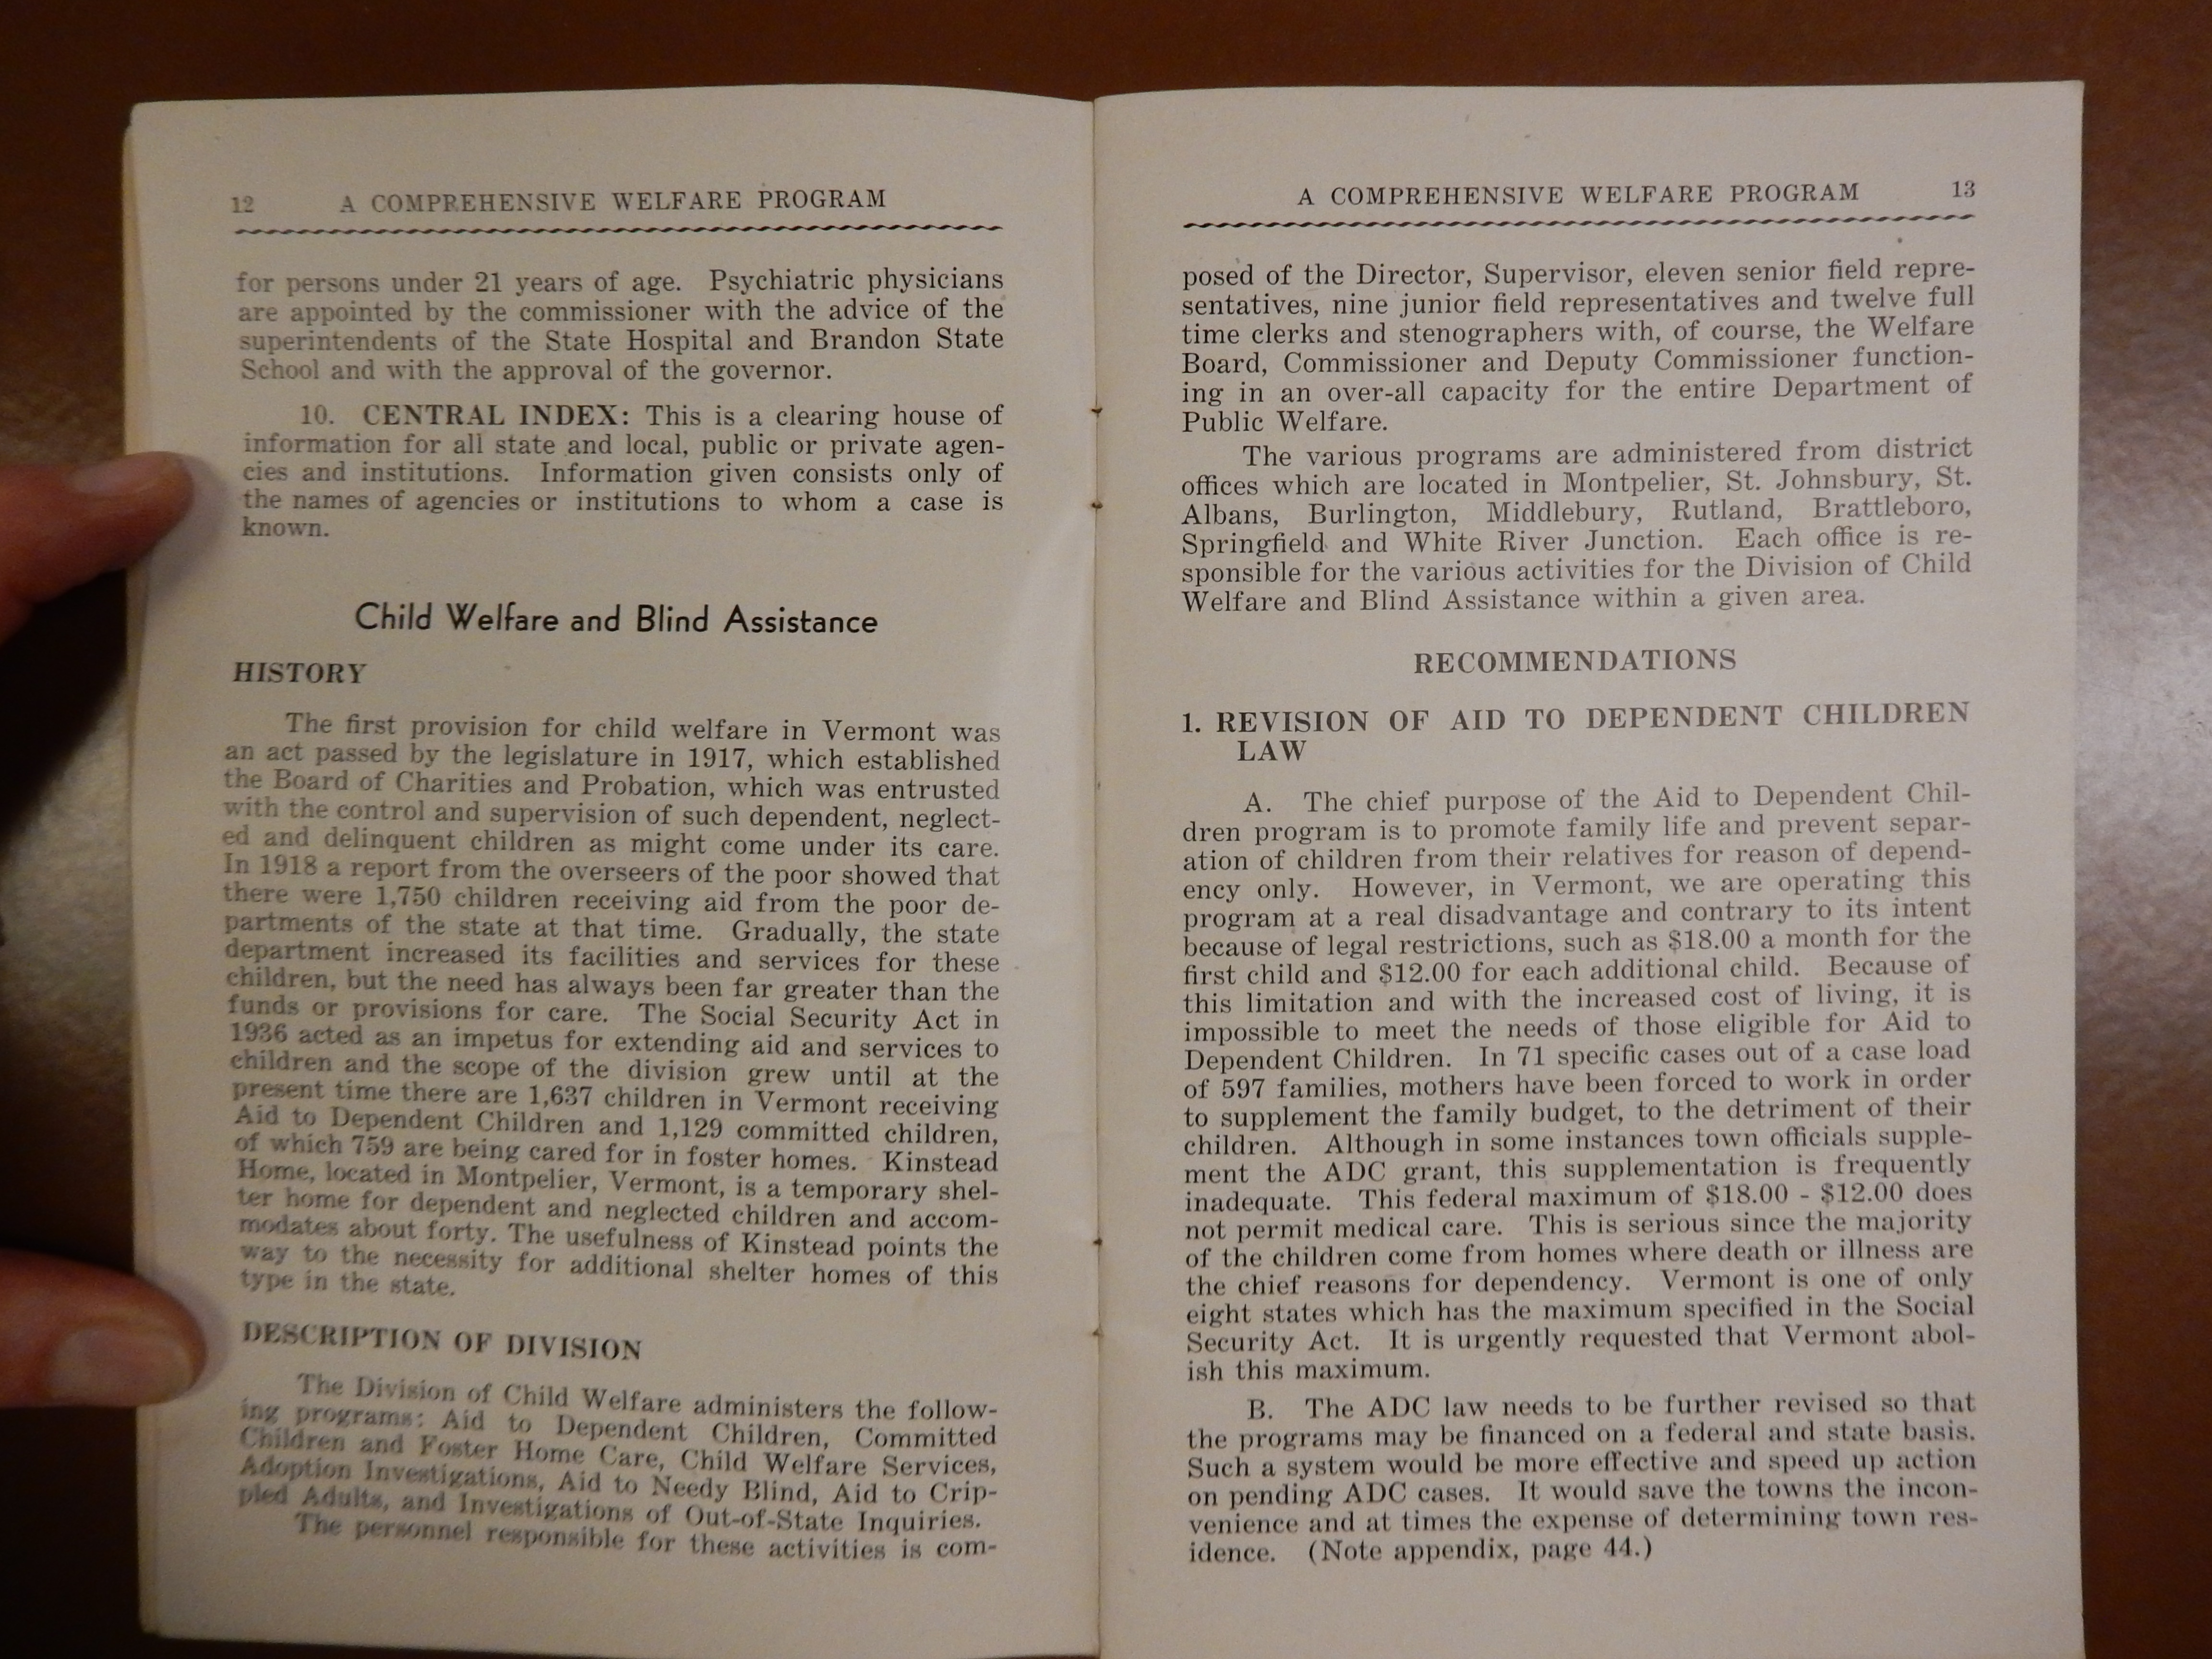 12 A COMPREHENSIVE WELFARE PROGRAM
for persons under 21 years of age. Psychiatric physicians
are appointed by the commissioner with the advice of the
superintendents of the State Hospital and Brandon State
School and with the approval of the governor.
10. CENTRAL INDEX: This is a clearing house of
information for all state and local, public or private agen-
cies and institutions. Information given consists only of
the names of agencies or institutions to whom a case is
known.
Child Welfare and Blind Assistance
HISTORY
The first provision for child welfare in Vermont was
an act passed by the legislature in 1917, which established
the Board of Charities and Probation, which was entrusted
with the control and supervision of such dependent, neglect-
ed and delinquent children as might come under its care.
In 1918 a report from the overseers of the poor showed that
there were 1,750 children receiving aid from the poor de-
partments of the state at that time. Gradually, the state
department increased its facilities and services for these
children, but the need has always been far greater than the
funds or provisions for care. The Social Security Act in
1936 acted as an impetus for extending aid and services to
children and the scope of the division grew until at the
present time there are 1,637 children in Vermont receiving
Aid to Dependent Children and 1,129 committed children,
of which 759 are being cared for in foster homes. Kinstead
Home, located in Montpelier, Vermont, is a temporary shel-
ter home for dependent and neglected children and accom-
modates about forty. The usefulness of Kinstead points the
way to the necessity for additional shelter homes of this
type in the state.
DESCRIPTION OF DIVISION
The Division of Child Welfare administers the follow-
ing programs: Aid to Dependent Children, Committed
Children and Foster Home Care, Child Welfare Services,
Adoption Investigations, Aid to Needy Blind, Aid to Crip-
pled Adults, and Investigations of Out-of-State Inquiries.
The personnel responsible for these activities is com-
A COMPREHENSIVE WELFARE PROGRAM 13
posed of the Director, Supervisor, eleven senior field repre-
sentatives, nine junior field representatives and twelve full
time clerks and stenographers with, of course, the Welfare
Board, Commissioner and Deputy Commissioner function-
ing in an over-all capacity for the entire Department of
Public Welfare.
The various programs are administered from district
offices which are located in Montpelier, St. Johnsbury, St.
Albans, Burlington, Middlebury, Rutland, Brattleboro,
Springfield and White River Junction. Each office is re-
sponsible for the various activities for the Division of Child
Welfare and Blind Assistance within a given area.
RECOMMENDATIONS
1. REVISION OF AID TO DEPENDENT CHILDREN
LAW
A. The chief purpose of the Aid to Dependent Chil-
dren program is to promote family life and prevent separ-
ation of children from their relatives for reason of depend-
ency only. However, in Vermont, we are operating this
program at a real disadvantage and contrary to its intent
because of legal restrictions, such as $18.00 a month for the
first child and $12.00 for each additional child. Because of
this limitation and with the increased cost of living, it is
impossible to meet the needs of those eligible for Aid to
Dependent Children. In 71 specific cases out of a case load
of 597 families, mothers have been forced to work in order
to supplement the family budget, to the detriment of their
children. Although in some instances town officials supple-
ment the ADC grant, this supplementation is frequently
inadequate. This federal maximum of $18.00 - $12.00 does
not permit medical care. This is serious since the majority
of the children come from homes where death or illness are
the chief reasons for dependency. Vermont is one of only
eight states which has the maximum specified in the Social
Security Act. It is urgently requested that Vermont abol-
ish this maximum.
B. The ADC law needs to be further revised so that
the programs may be financed on a federal and state basis.
Such a system would be more effective and speed up action
on pending ADC cases. It would save the towns the incon-
venience and at times the expense of determining town res-
idence. (Note appendix, page 44.)